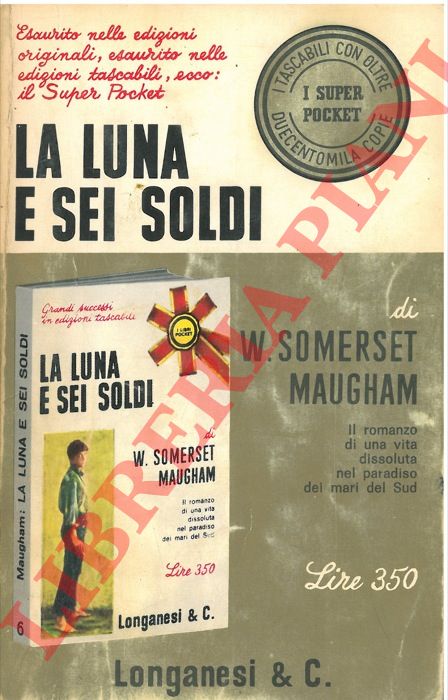 Esaurito nelle edizioni
originali, esaurito nelle
edizioni tascabili, ecco:
il Super Pocket
I TASCABILI CON OLTRE
DUECENTOMILA COPIE
I SUPER
POCKET
LA LUNA
E SEI SOLDI
di
W. SOMERSET
MAUGHAM
Il romanzo
di una vita
dissoluta
nel paradiso
dei mari del Sud
Lire 350
Longanesi & C.
Grandi successi
in edizioni tascabili
I LIBRI
POCKET
LA LUNA
E SEI SOLDI
di
W. SOMERSET
MAUGHAM
Il romanzo
di una vita
dissoluta
nel paradiso
dei mari del Sud
Lire 350
Longanesi & C.
Maugham: LA LUNA E SEI SOLDI
6
LIBRERIA PIANI